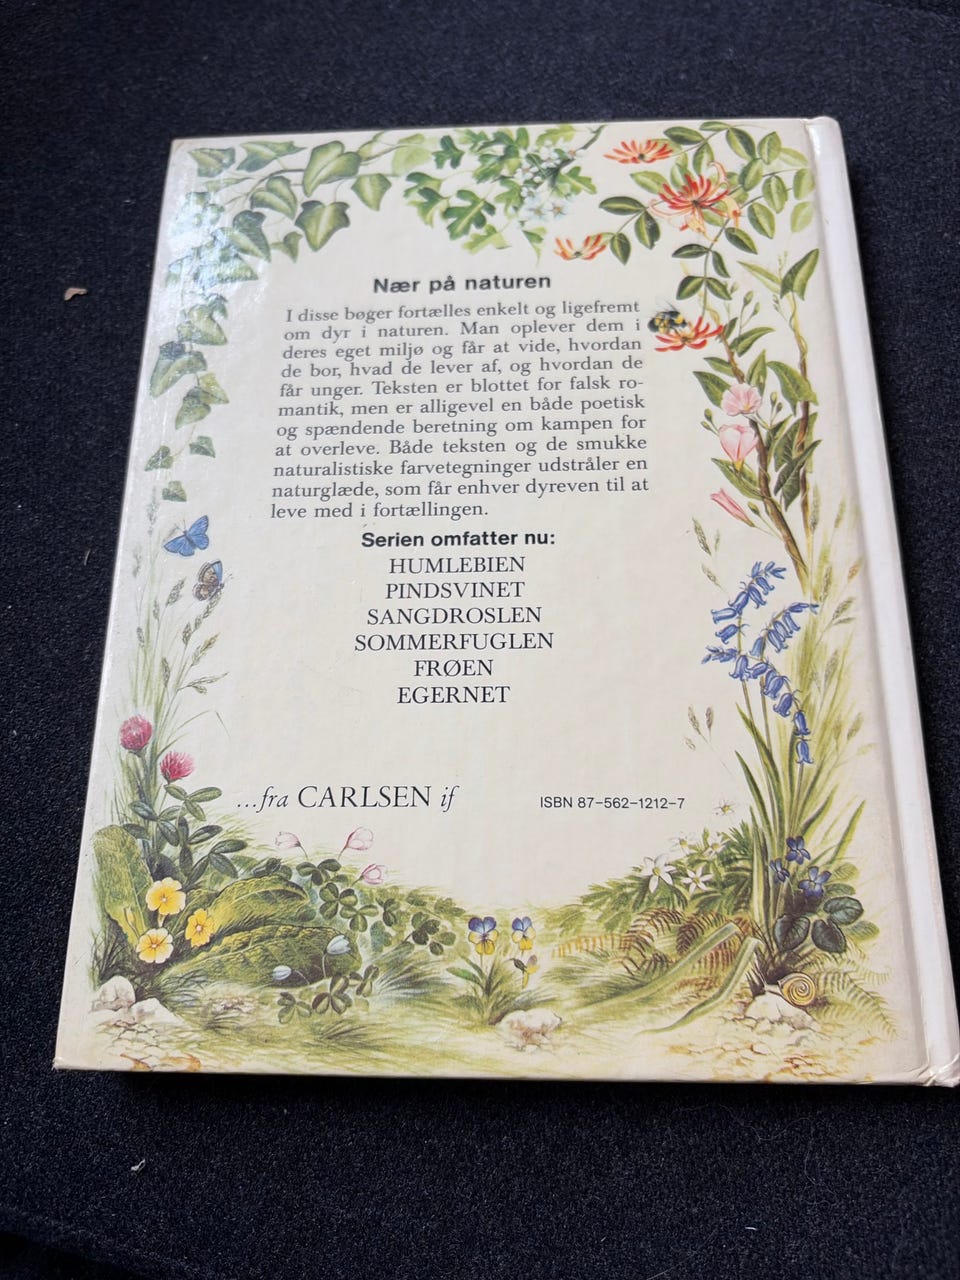 Nær på naturen
I disse bøger fortælles enkelt og ligefremt
om dyr i naturen. Man oplever dem i
deres eget miljø og får at vide, hvordan
de bor, hvad de lever af, og hvordan de
får unger. Teksten er blottet for falsk ro-
mantik, men er alligevel en både poetisk
og spændende beretning om kampen for
at overleve. Både teksten og de smukke
naturalistiske farvetegninger udstråler en
naturglæde, som får enhver dyreven til at
leve med i fortællingen.
Serien omfatter nu:
HUMLEBIEN
PINDSVINET
SANGDROSLEN
SOMMERFUGLEN
FRØEN
EGERNET
...fra CARLSEN if ISBN 87-562-1212-7